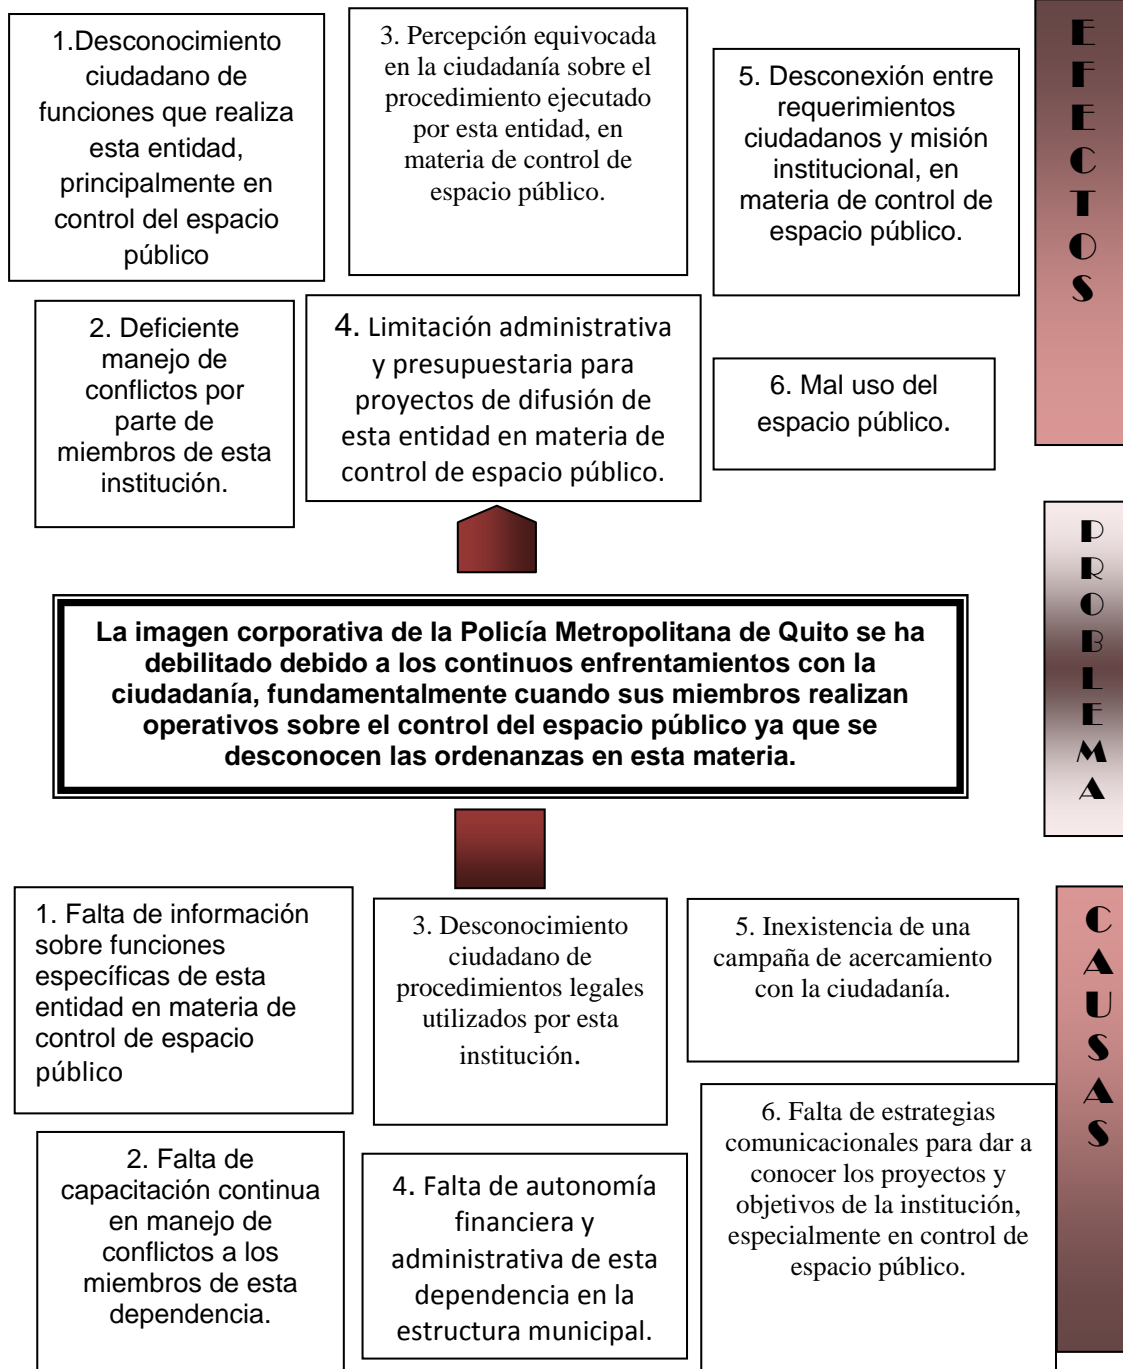 1.Desconocimiento
ciudadano de
funciones que realiza
esta entidad,
principalmente en
control del espacio
público
3. Percepción equivocada
en la ciudadanía sobre el
procedimiento ejecutado
por esta entidad, en
materia de control de
espacio público.
5. Desconexión entre
requerimientos
ciudadanos y misión
institucional, en
materia de control de
espacio público.
E
F
E
C
T
O
S
2. Deficiente
manejo de
conflictos por
parte de
miembros de esta
institución.
4. Limitación administrativa
y presupuestaria para
proyectos de difusión de
esta entidad en materia de
control de espacio público.
6. Mal uso del
espacio público.
La imagen corporativa de la Policía Metropolitana de Quito se ha
debilitado debido a los continuos enfrentamientos con la
ciudadanía, fundamentalmente cuando sus miembros realizan
operativos sobre el control del espacio público ya que se
desconocen las ordenanzas en esta materia.
P
R
O
B
L
E
M
A
1. Falta de información
sobre funciones
específicas de esta
entidad en materia de
control de espacio
público
3. Desconocimiento
ciudadano de
procedimientos legales
utilizados por esta
institución.
5. Inexistencia de una
campaña de acercamiento
con la ciudadanía.
C
A
U
S
A
S
2. Falta de
capacitación continua
en manejo de
conflictos a los
miembros de esta
dependencia.
4. Falta de autonomía
financiera y
administrativa de esta
dependencia en la
estructura municipal.
6. Falta de estrategias
comunicacionales para dar a
conocer los proyectos y
objetivos de la institución,
especialmente en control de
espacio público.